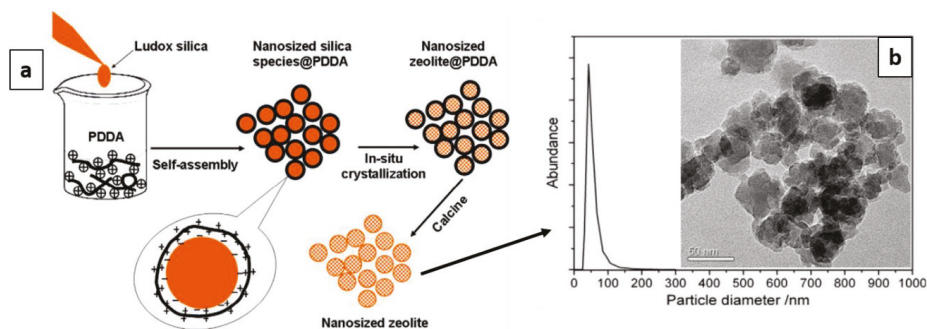 a
Ludox silica
PDDA
Self-assembly
Nanosized silica
species@PDDA
In-situ
crystallization
Nanosized
zeolite@PDDA
Calcine
Nanosized zeolite
b
Abundance
50 nm
0 100 200 300 400 500 600 700 800 900 1000
Particle diameter /nm